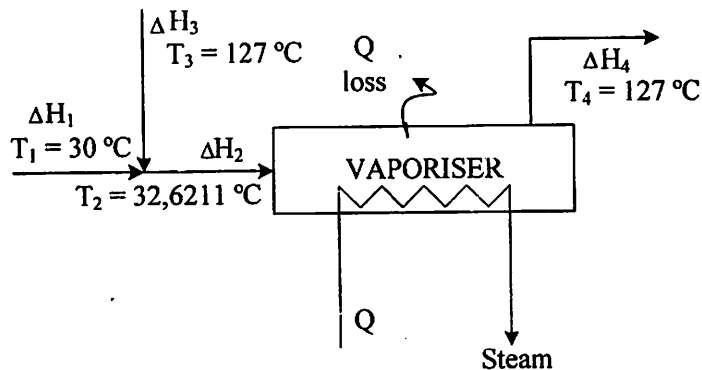 ΔH₃
T₃ = 127 ºC
Q
loss
ΔH₄
T₄ = 127 ºC
ΔH₁
T₁ = 30 ºC
ΔH₂
T₂ = 32,6211 ºC
VAPORISER
Q
Steam